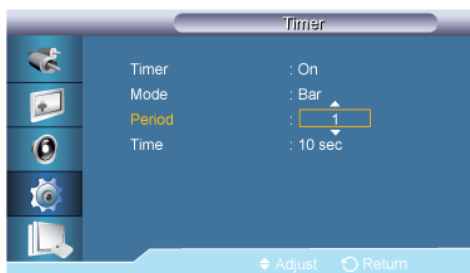 Timer
Timer : On
Mode : Bar
Period : 1
Time : 10 sec
Adjust Return